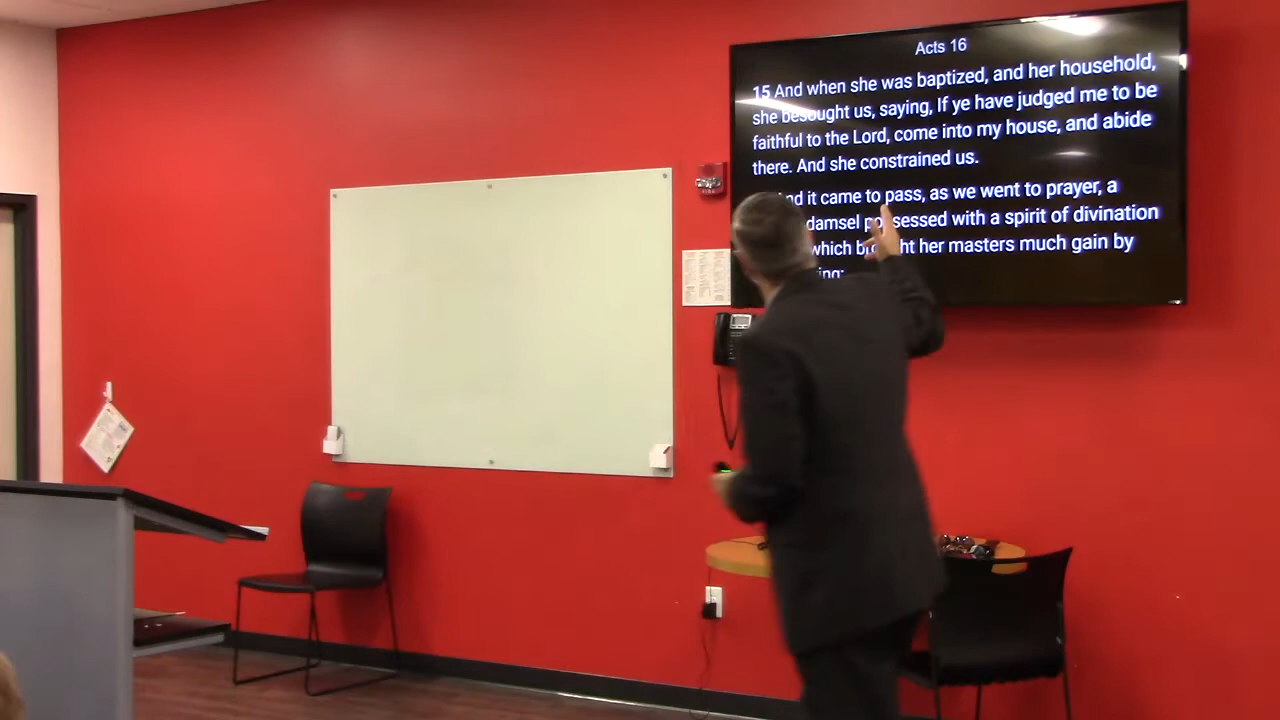 Acts 16
15 And when she was baptized, and her household,
she besought us, saying, If ye have judged me to be
faithful to the Lord, come into my house, and abide
there. And she constrained us.
it came to pass, as we went to prayer, a
damsel possessed with a spirit of divination
which brought her masters much gain by
FIRE